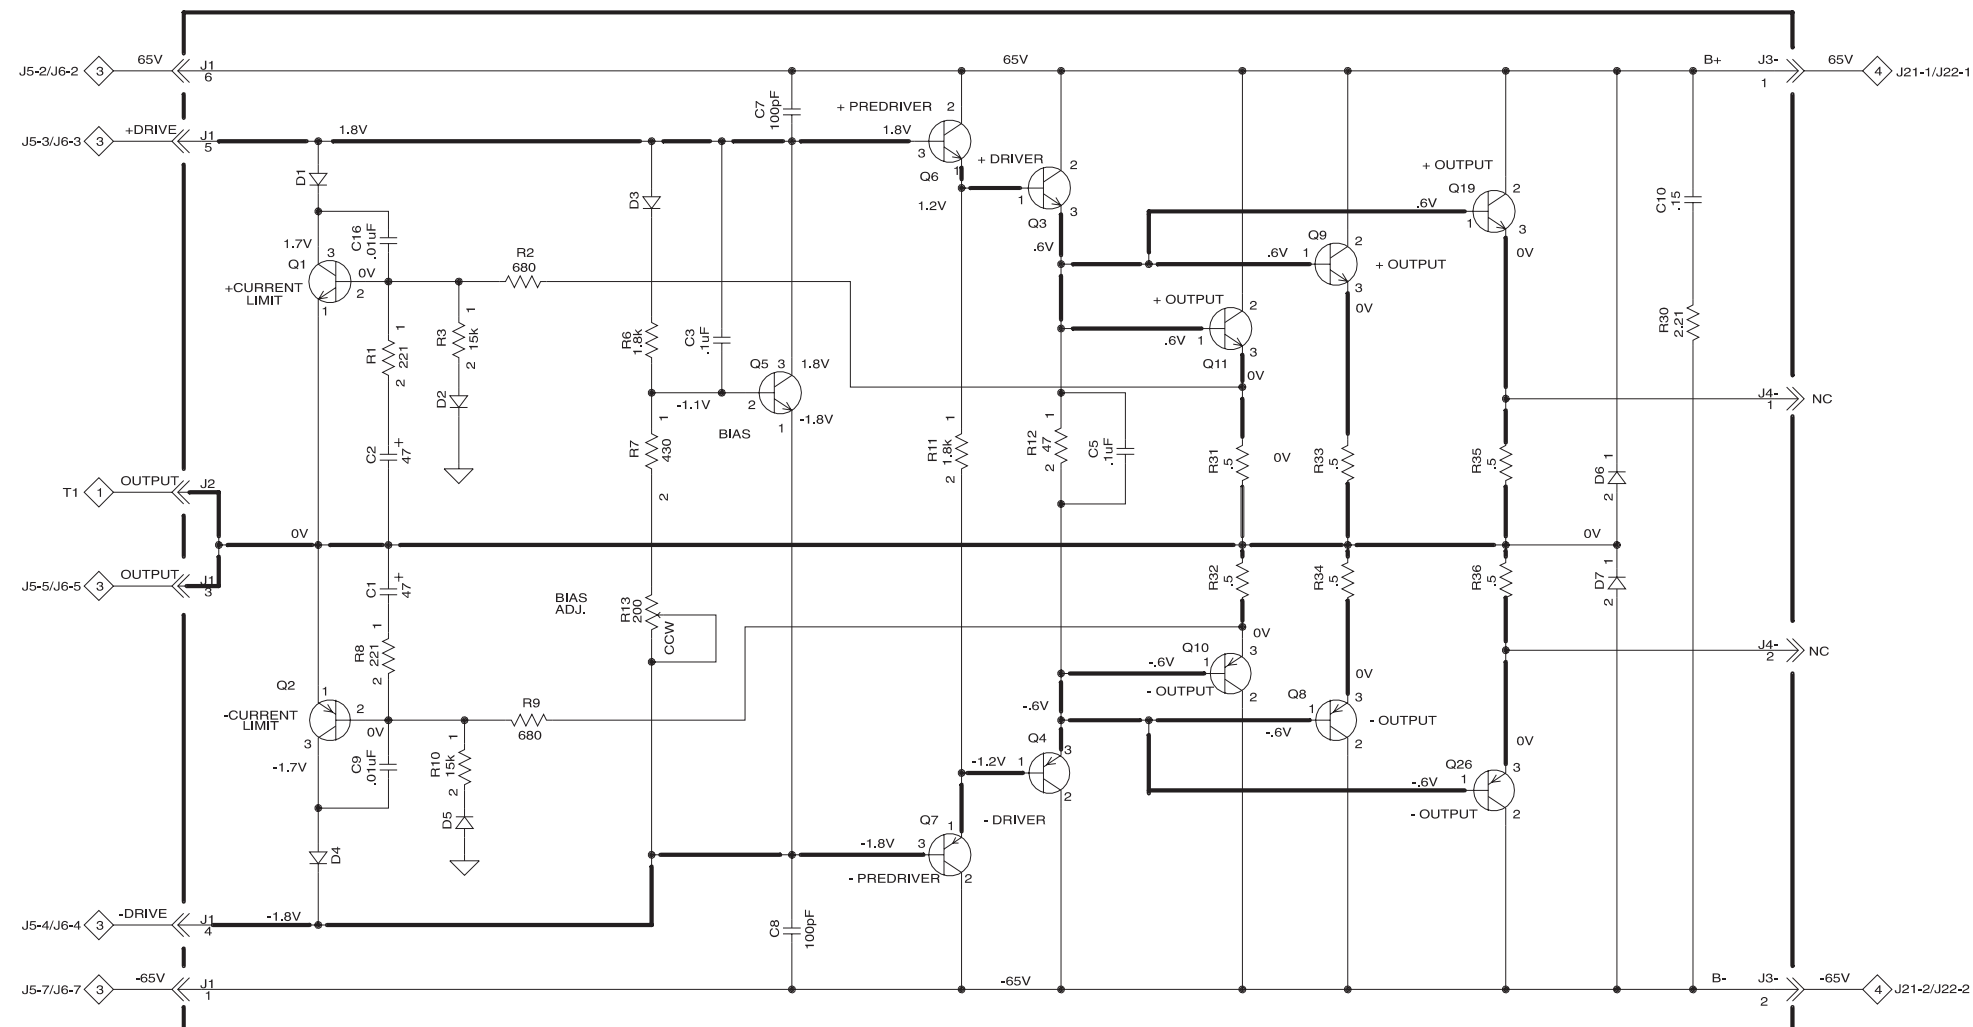 J5-2/J6-2
3
65V
J1
6
65V
B+
J3-
1
65V
4
J21-1/J22-1
C7
100pF
+ PREDRIVER
2
J5-3/J6-3
3
+DRIVE
J1
5
1.8V
1.8V
3
1
Q6
+ DRIVER
2
1.2V
1
3
Q3
.6V
D1
D3
C16
.01uF
1.7V
3
Q1
0V
+CURRENT
LIMIT
2
1
R2
680
+ OUTPUT
Q19
2
.6V
1
3
0V
C10
.15
Q9
2
.6V
1
+ OUTPUT
3
0V
+ OUTPUT
2
.6V
1
3
Q11
0V
R30
2.21
1
R1
221
2
1
R3
15k
2
D2
R6
1.8k
C3
.1uF
Q5
3
1.8V
-1.1V
2
-1.8V
BIAS
1
J4-
1
NC
C2
47
+
1
R7
430
2
1
R11
1.8k
2
1
R12
47
2
C5
.1uF
R31
.5
0V
R33
.5
R35
.5
D6
1
2
T1
1
OUTPUT
J2
0V
0V
J5-5/J6-5
3
OUTPUT
J1
3
C1
47
+
BIAS
ADJ.
R13
200
CCW
R32
.5
R34
.5
R36
.5
D7
1
2
1
R8
221
2
0V
Q10
3
-.6V
1
- OUTPUT
2
J4-
2
NC
Q2
1
-CURRENT
LIMIT
2
3
0V
-1.7V
R9
680
0V
Q8
3
1
- OUTPUT
-.6V
2
-.6V
C9
.01uF
1
R10
15k
2
D5
Q4
3
-1.2V
1
2
- DRIVER
0V
Q26
3
-.6V
1
- OUTPUT
2
D4
Q7
1
-1.8V
3
- PREDRIVER
2
J5-4/J6-4
3
-DRIVE
J1
4
-1.8V
C8
100pF
J5-7/J6-7
3
-65V
J1
1
-65V
B-
J3-
2
-65V
4
J21-2/J22-2